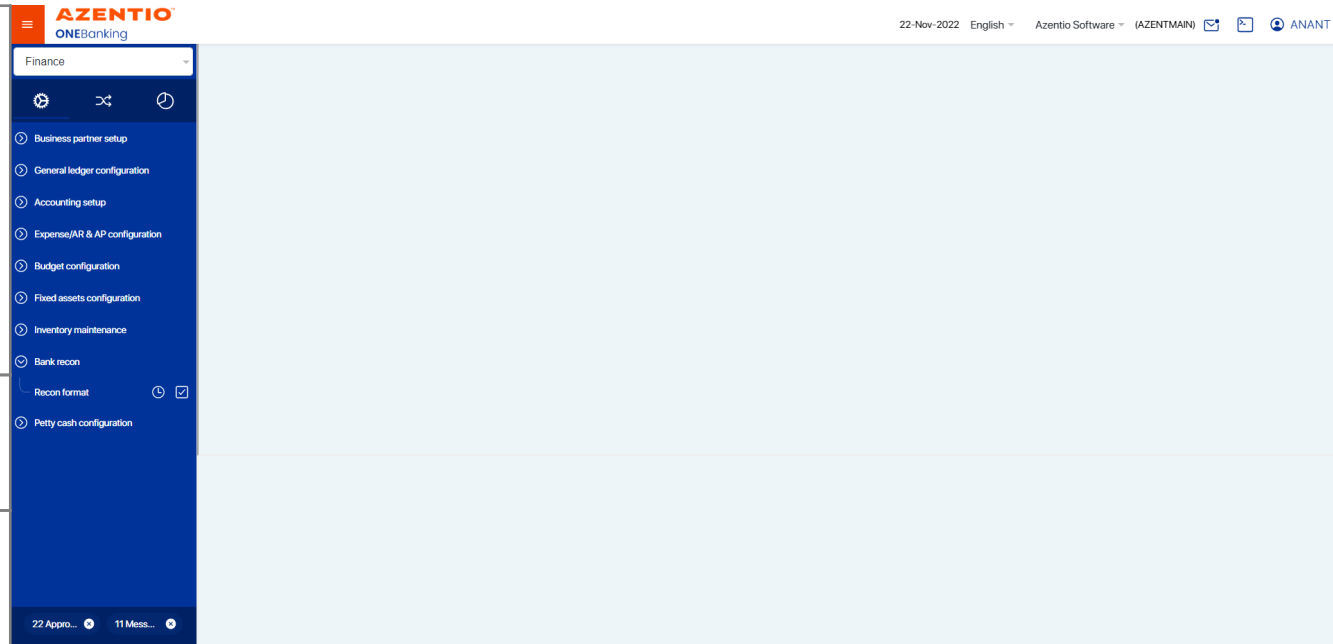 AZENTIO™
ONEBanking
22-Nov-2022 English Azentio Software (AZENTMAIN) ANANT
Finance
Business partner setup
General ledger configuration
Accounting setup
Expense/AR & AP configuration
Budget configuration
Fixed assets configuration
Inventory maintenance
Bank recon
Recon format
Petty cash configuration
22 Appro... 11 Mess...